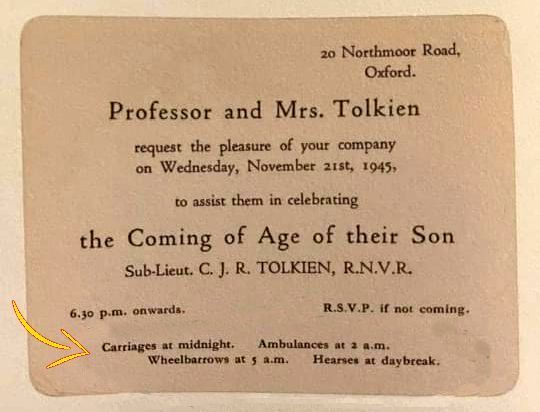 20 Northmoor Road,
Oxford.
Professor and Mrs. Tolkien
request the pleasure of your company
on Wednesday, November 21st, 1945,
to assist them in celebrating
the Coming of Age of their Son
Sub-Lieut. C. J. R. TOLKIEN, R.N.V.R.
6.30 p.m. onwards. R.S.V.P. if not coming.
Carriages at midnight. Ambulances at 2 a.m.
Wheelbarrows at 5 a.m. Hearses at daybreak.